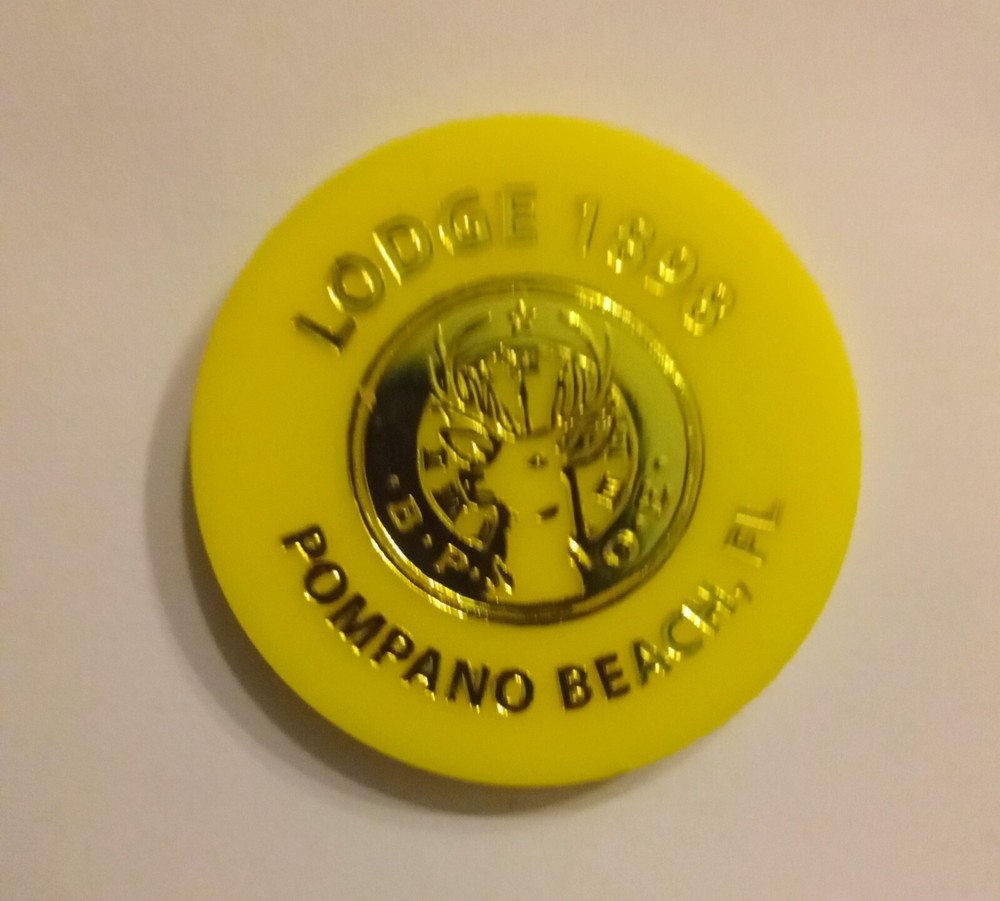 LODGE 1898
B.P.O.E.
POMPANO BEACH, FL